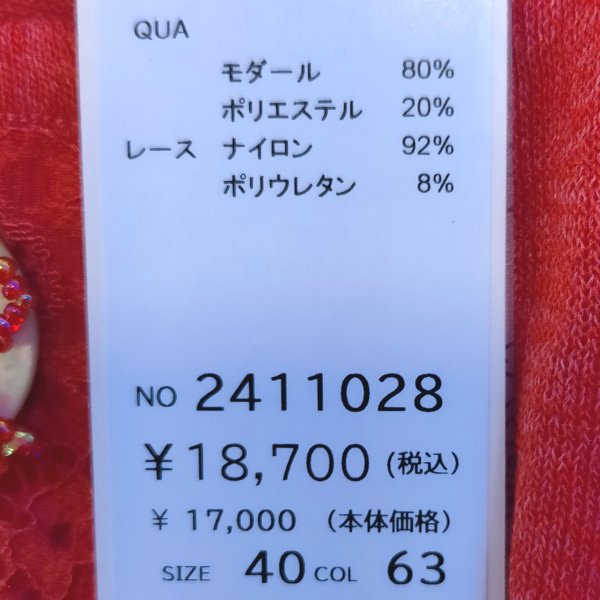 QUA
モダール 80%
ポリエステル 20%
レース ナイロン 92%
ポリウレタン 8%
NO 2411028
¥18,700 (税込)
¥ 17,000 (本体価格)
SIZE 40 COL 63